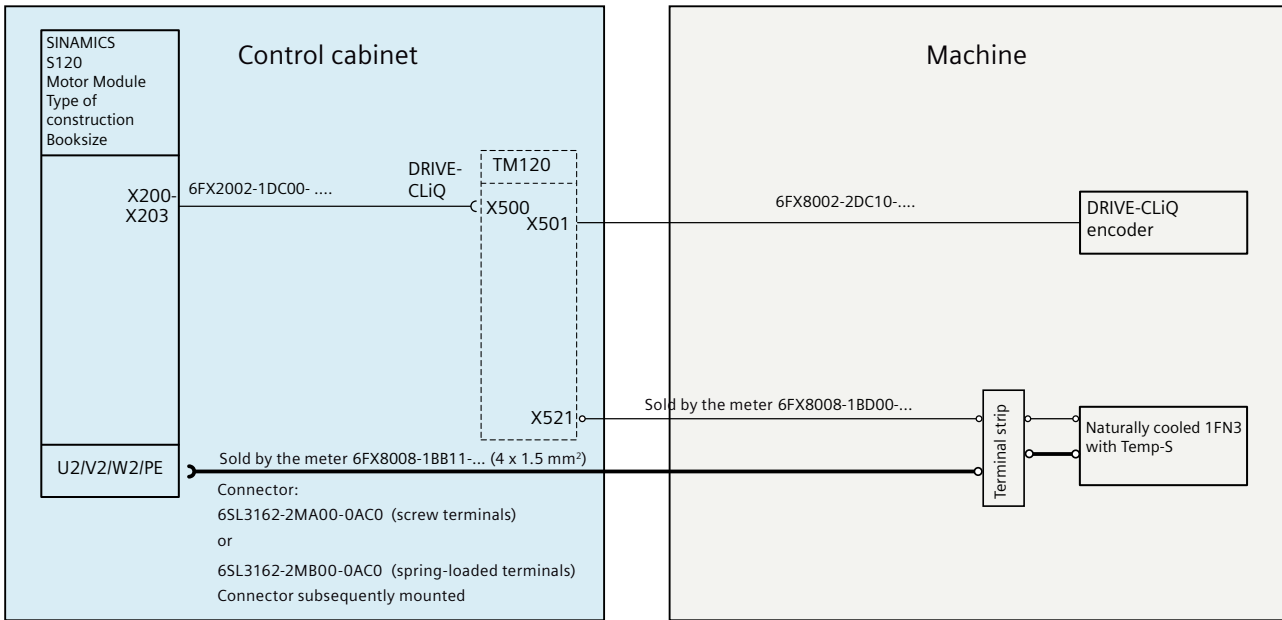 Control cabinet
Machine
SINAMICS
S120
Motor Module
Type of
construction
Booksize
X200-
X203
6FX2002-1DC00- ....
DRIVE-
CLiQ
TM120
X500
X501
6FX8002-2DC10-....
DRIVE-CLiQ
encoder
X521
Sold by the meter 6FX8008-1BD00-...
Terminal strip
Naturally cooled 1FN3
with Temp-S
U2/V2/W2/PE
Sold by the meter 6FX8008-1BB11-... (4 x 1.5 mm²)
Connector:
6SL3162-2MA00-0AC0 (screw terminals)
or
6SL3162-2MB00-0AC0 (spring-loaded terminals)
Connector subsequently mounted